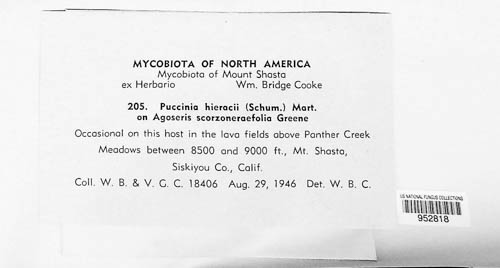 MYCOBIOTA OF NORTH AMERICA
Mycobiota of Mount Shasta
ex Herbario Wm. Bridge Cooke
205. Puccinia hieracii (Schum.) Mart.
on Agoseris scorzoneraefolia Greene
Occasional on this host in the lava fields above Panther Creek
Meadows between 8500 and 9000 ft., Mt. Shasta,
Siskiyou Co., Calif.
Coll. W. B. & V. G. C. 18406 Aug. 29, 1946 Det. W. B. C.
US NATIONAL FUNGUS COLLECTIONS
952818